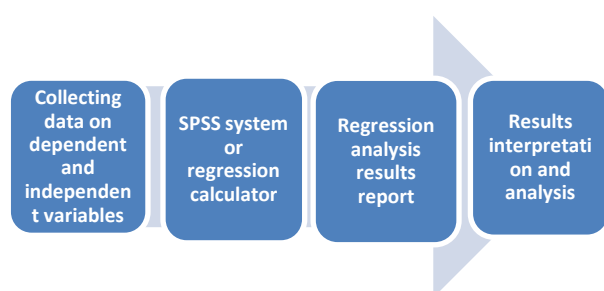 Collecting
data on
dependent
and
independen
t variables
SPSS system
or
regression
calculator
Regression
analysis
results
report
Results
interpretati
on and
analysis